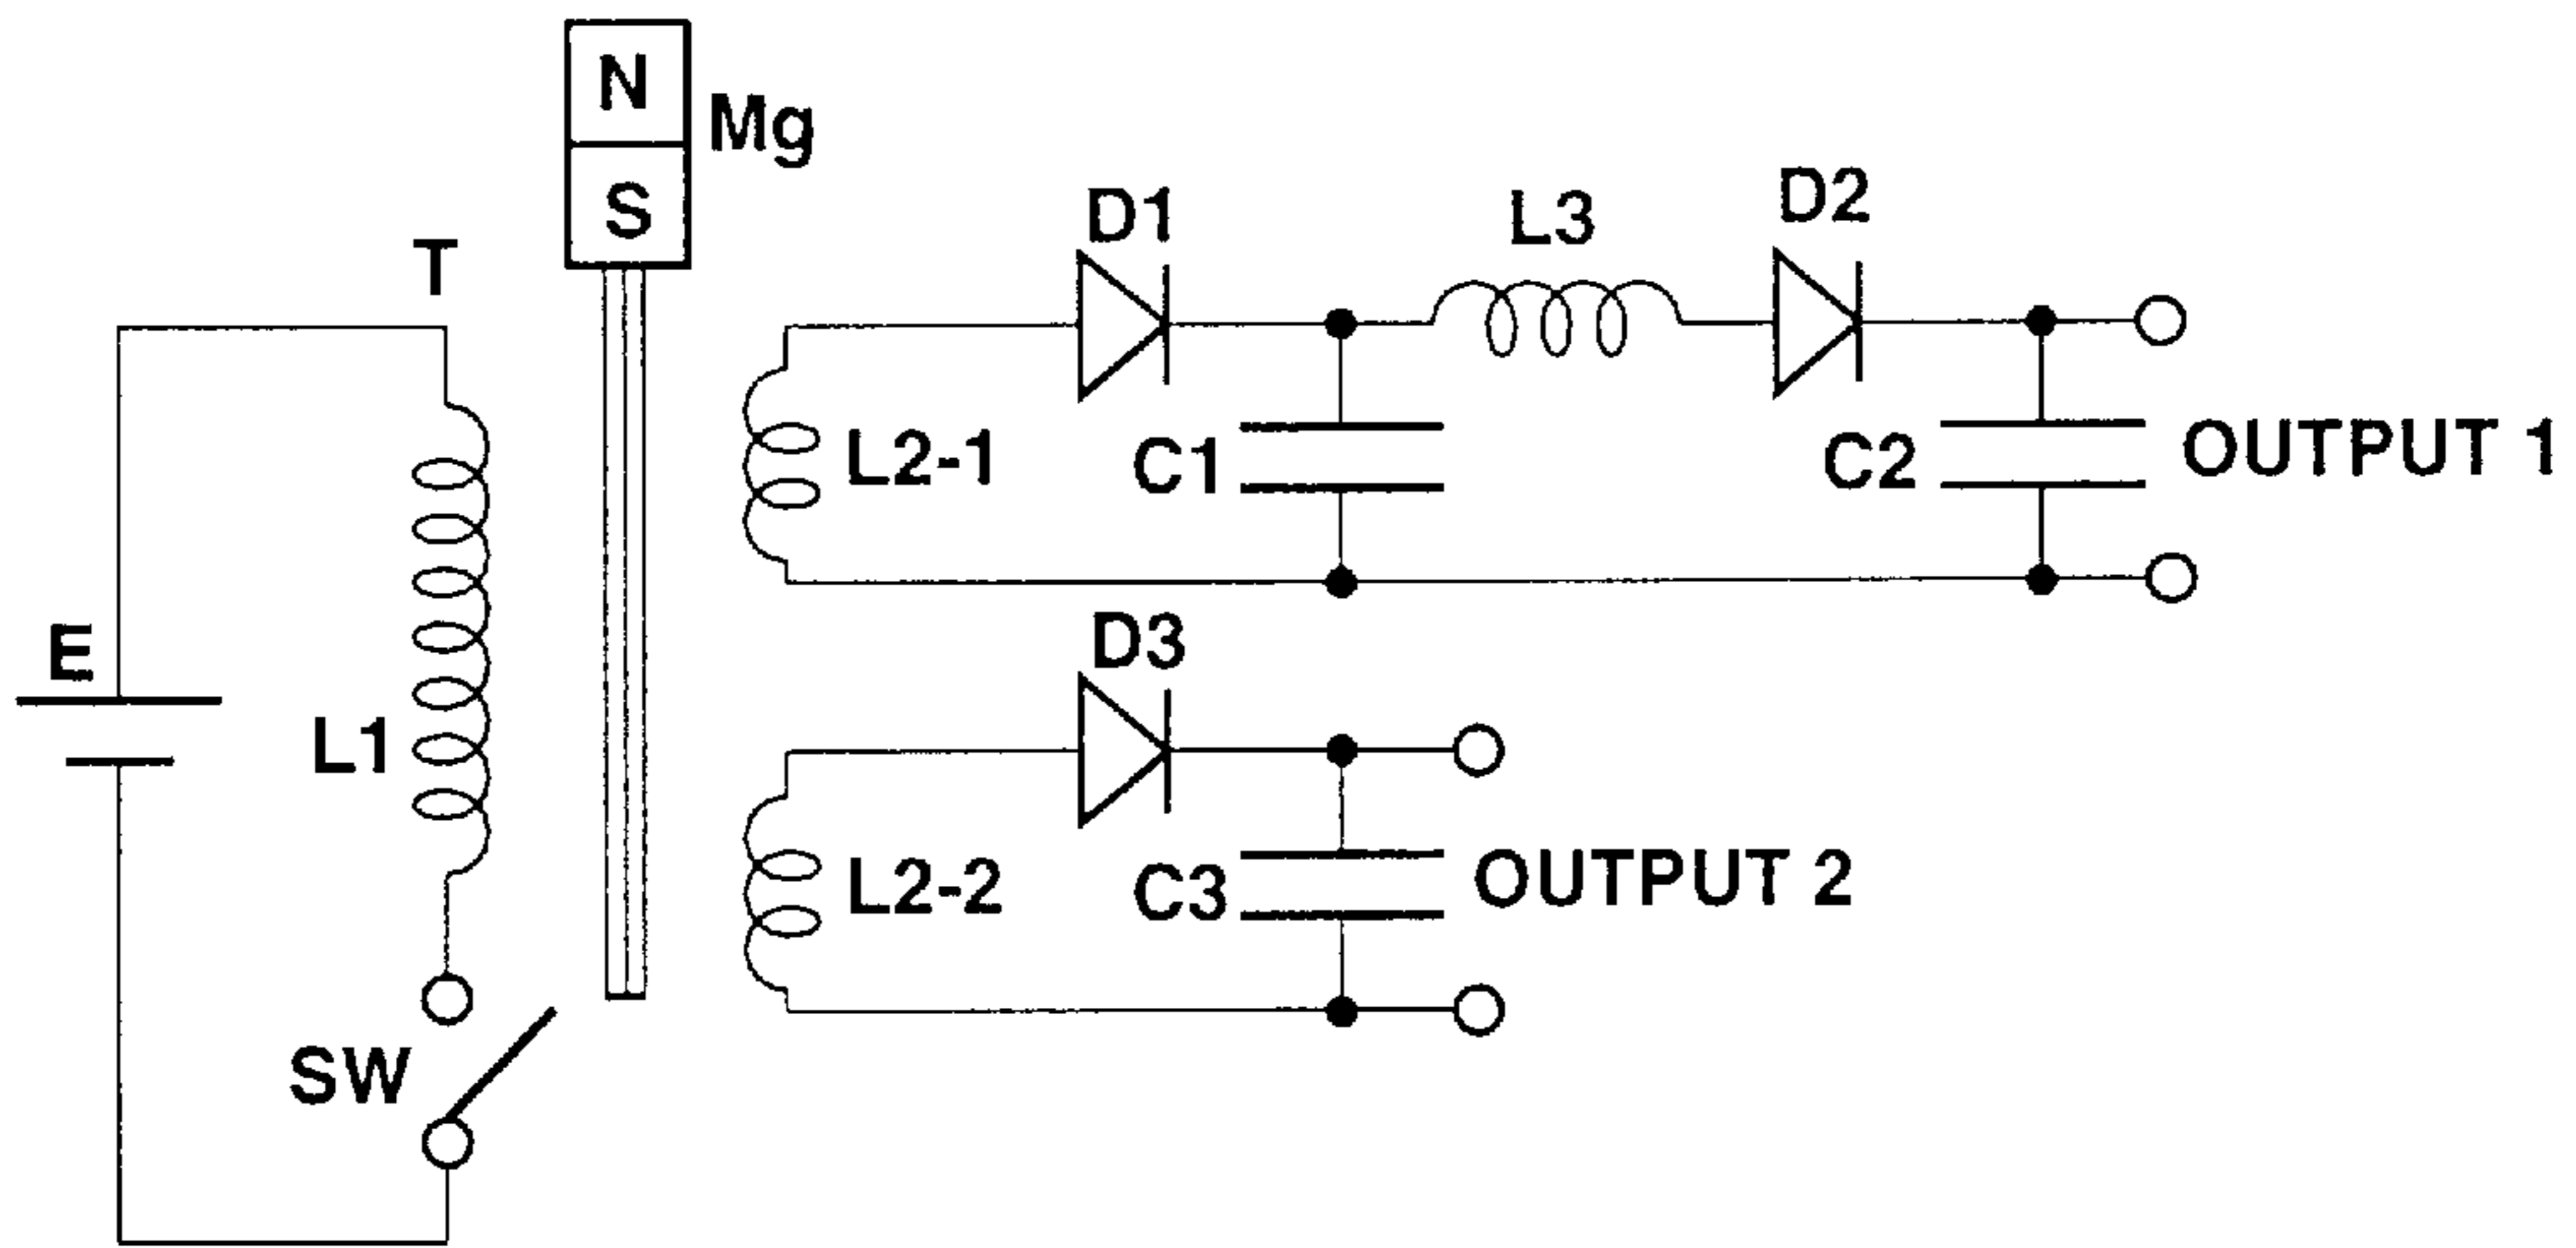 N
Mg
S
T
D1
L3
D2
L2-1
C1
C2
OUTPUT 1
E
L1
D3
L2-2
C3
OUTPUT 2
SW